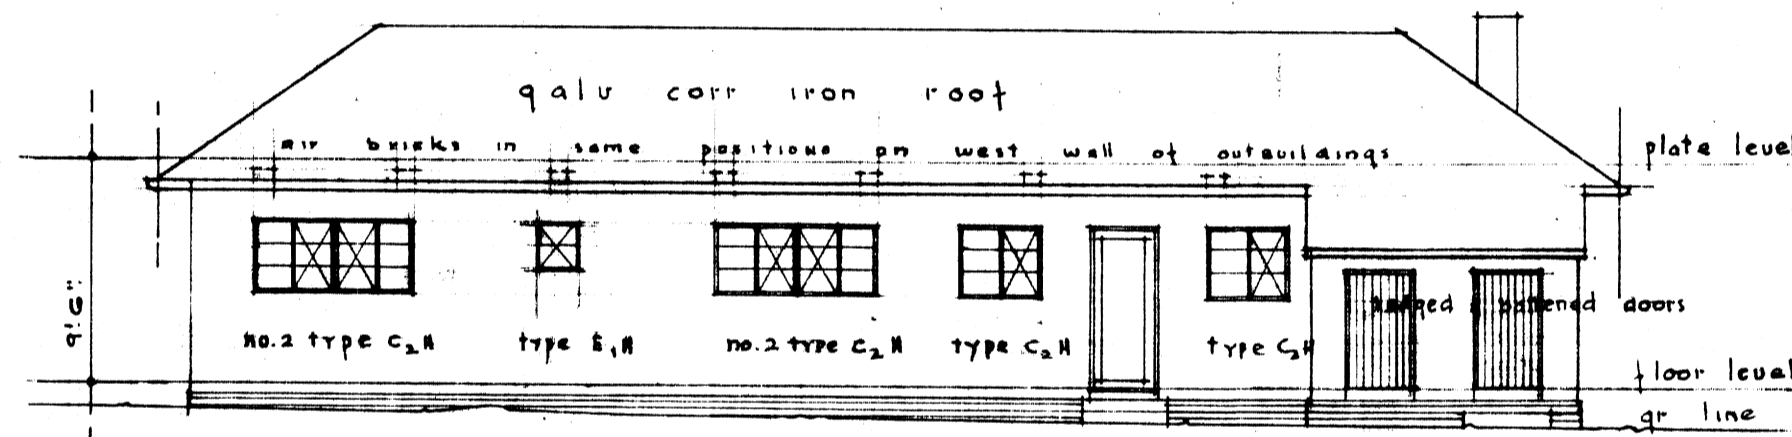 galv corr iron roof
air bricks in same positions on west wall of outbuildings
plate level
9'.6"
ledged & battened doors
no.2 type C₂H
type E₁H
no.2 type C₂H
type C₂H
type C₂H
floor level
gr line